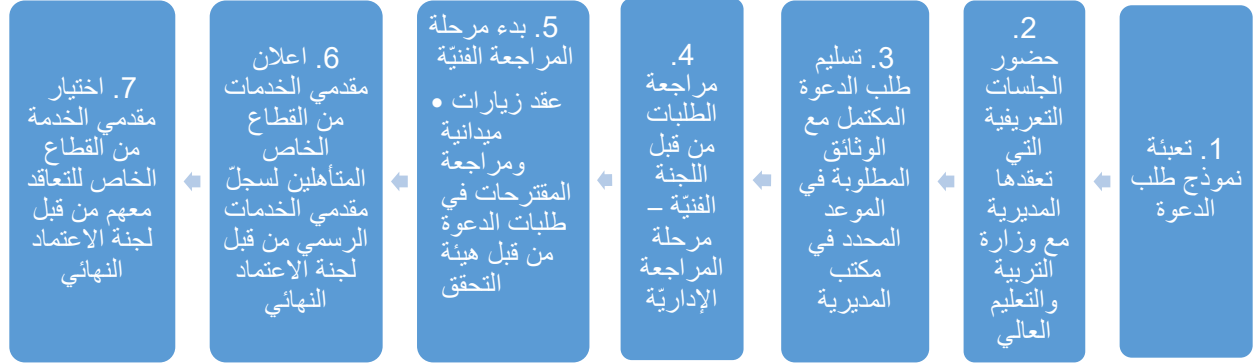 1. تعبئة
نموذج طلب
الدعوة
2.
حضور
الجلسات
التعريفية
التي
تعقدها
المديرية
مع وزارة
التربية
والتعليم
العالي
3. تسليم
طلب الدعوة
المكتمل مع
الوثائق
المطلوبة في
الموعد
المحدد في
مكتب
المديرية
4.
مراجعة
الطلبات
من قبل
اللجنة
الفنيّة –
مرحلة
المراجعة
الإداريّة
5. بدء مرحلة
المراجعة الفنيّة
• عقد زيارات
ميدانية
ومراجعة
المقترحات في
طلبات الدعوة
من قبل هيئة
التحقق
6. اعلان
مقدمي الخدمات
من القطاع
الخاص
المتأهلين لسجلّ
مقدمي الخدمات
الرسمي من قبل
لجنة الاعتماد
النهائي
7. اختيار
مقدمي الخدمة
من القطاع
الخاص للتعاقد
معهم من قبل
لجنة الاعتماد
النهائي